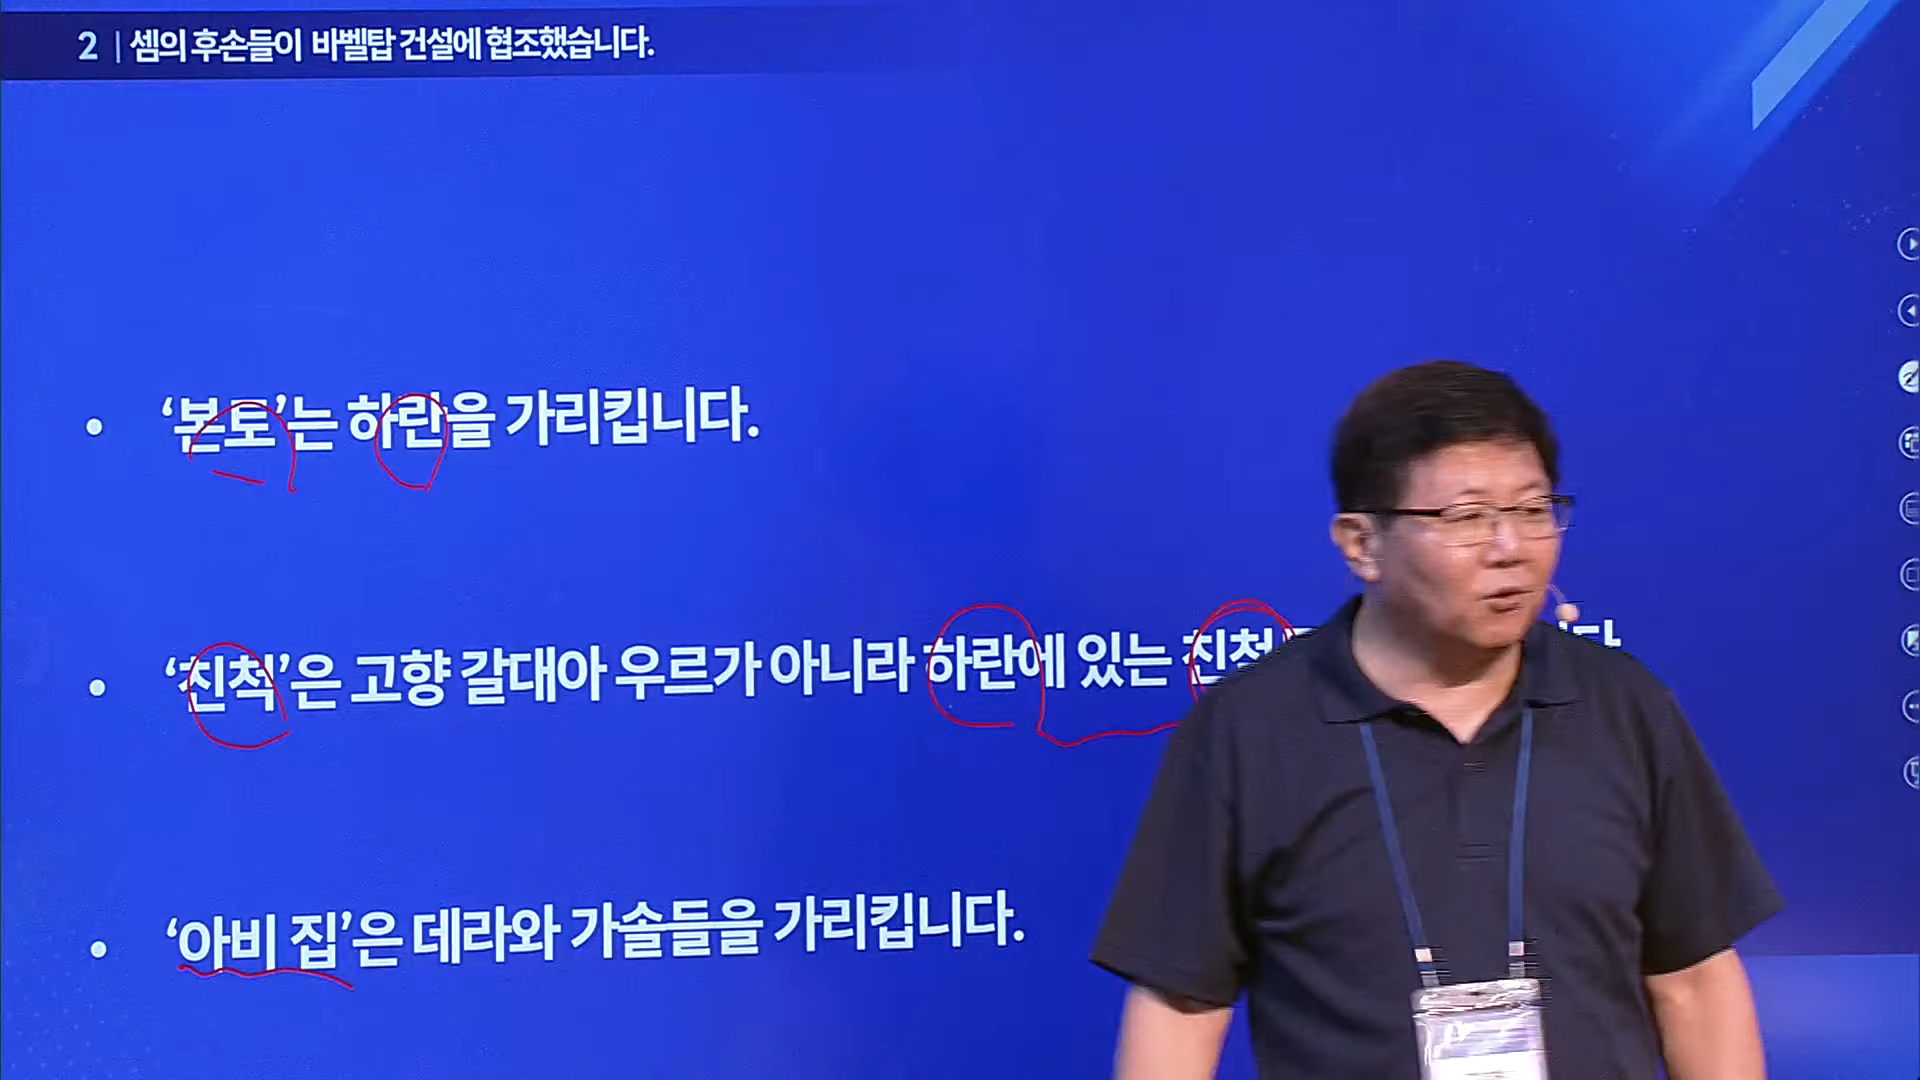 2 | 셈의 후손들이 바벨탑 건설에 협조했습니다.
• ‘본토’는 하란을 가리킵니다.
• ‘친척’은 고향 갈대아 우르가 아니라 하란에 있는 친척
• ‘아비 집’은 데라와 가솔들을 가리킵니다.